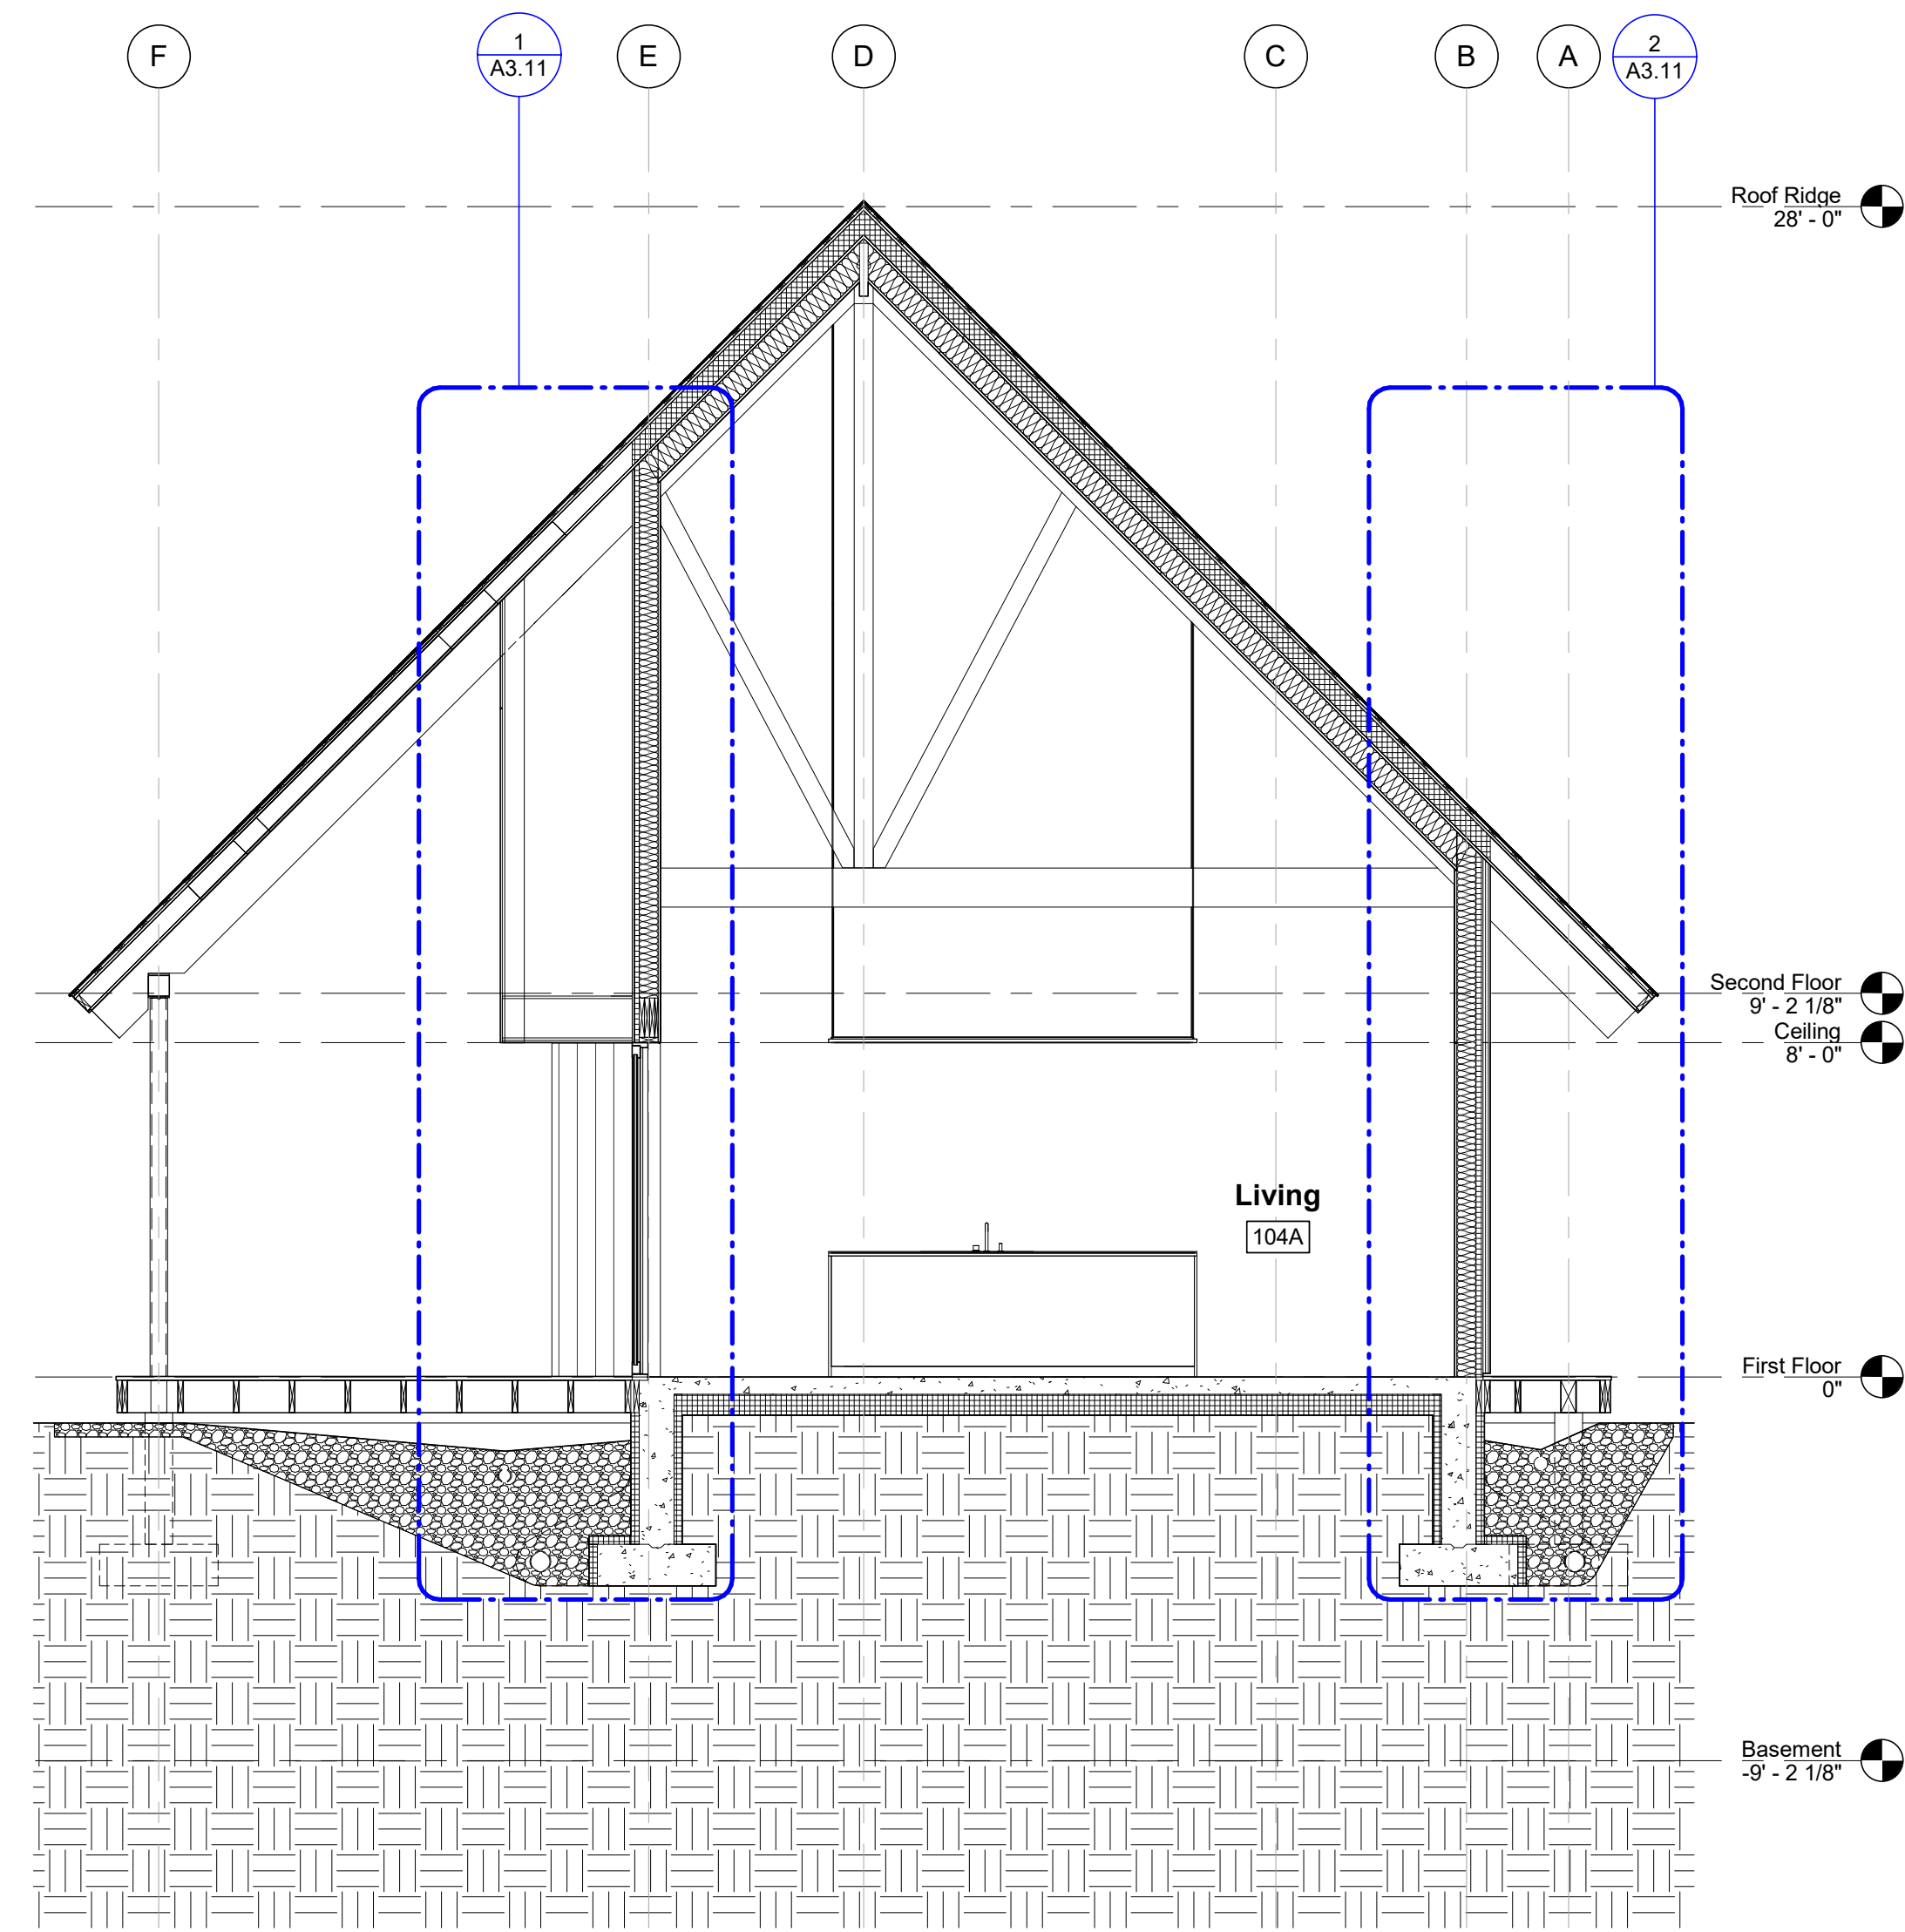 F
1
A3.11
E
D
C
B
A
2
A3.11
Roof Ridge
28' - 0"
Second Floor
9' - 2 1/8"
Ceiling
8' - 0"
Living
104A
First Floor
0"
Basement
-9' - 2 1/8"